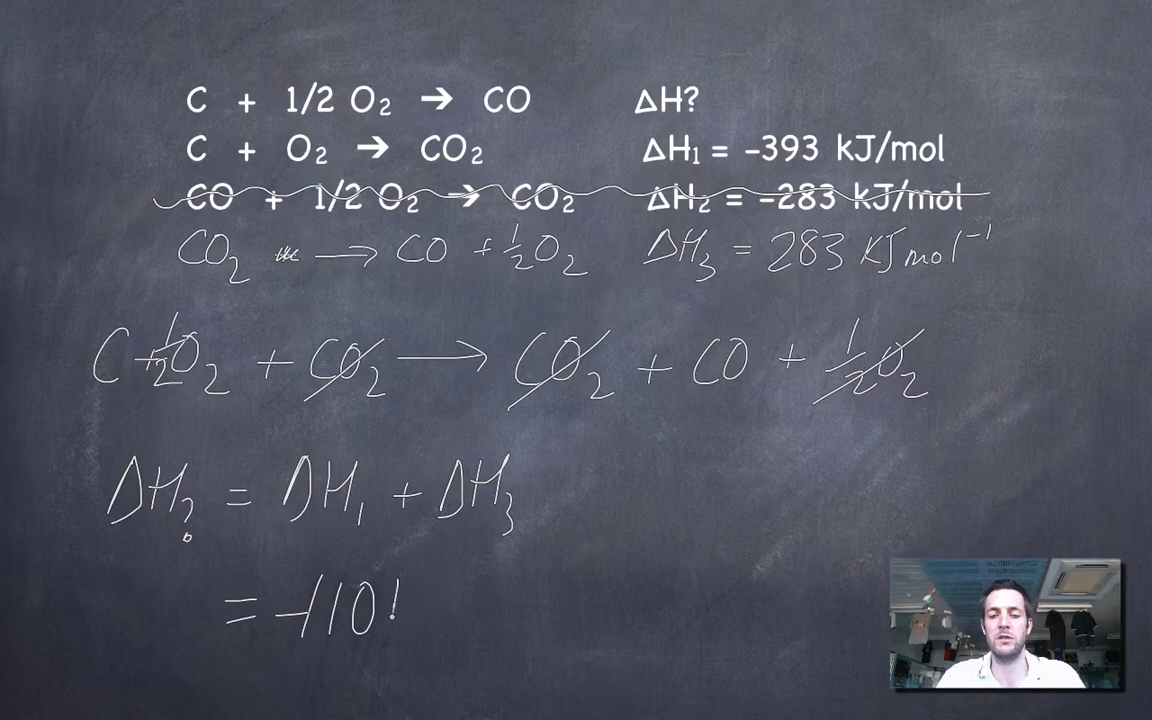 C + 1/2 O₂ → CO ΔH?
C + O₂ → CO₂ ΔH₁ = -393 kJ/mol
CO + 1/2 O₂ → CO₂ ΔH₂ = -283 kJ/mol
CO₂ → CO + ½O₂ ΔH₃ = 283 KJmol⁻¹
C + ½O₂ + CO₂ → CO₂ + CO + ½O₂
ΔH? = ΔH₁ + ΔH₃
= -110!